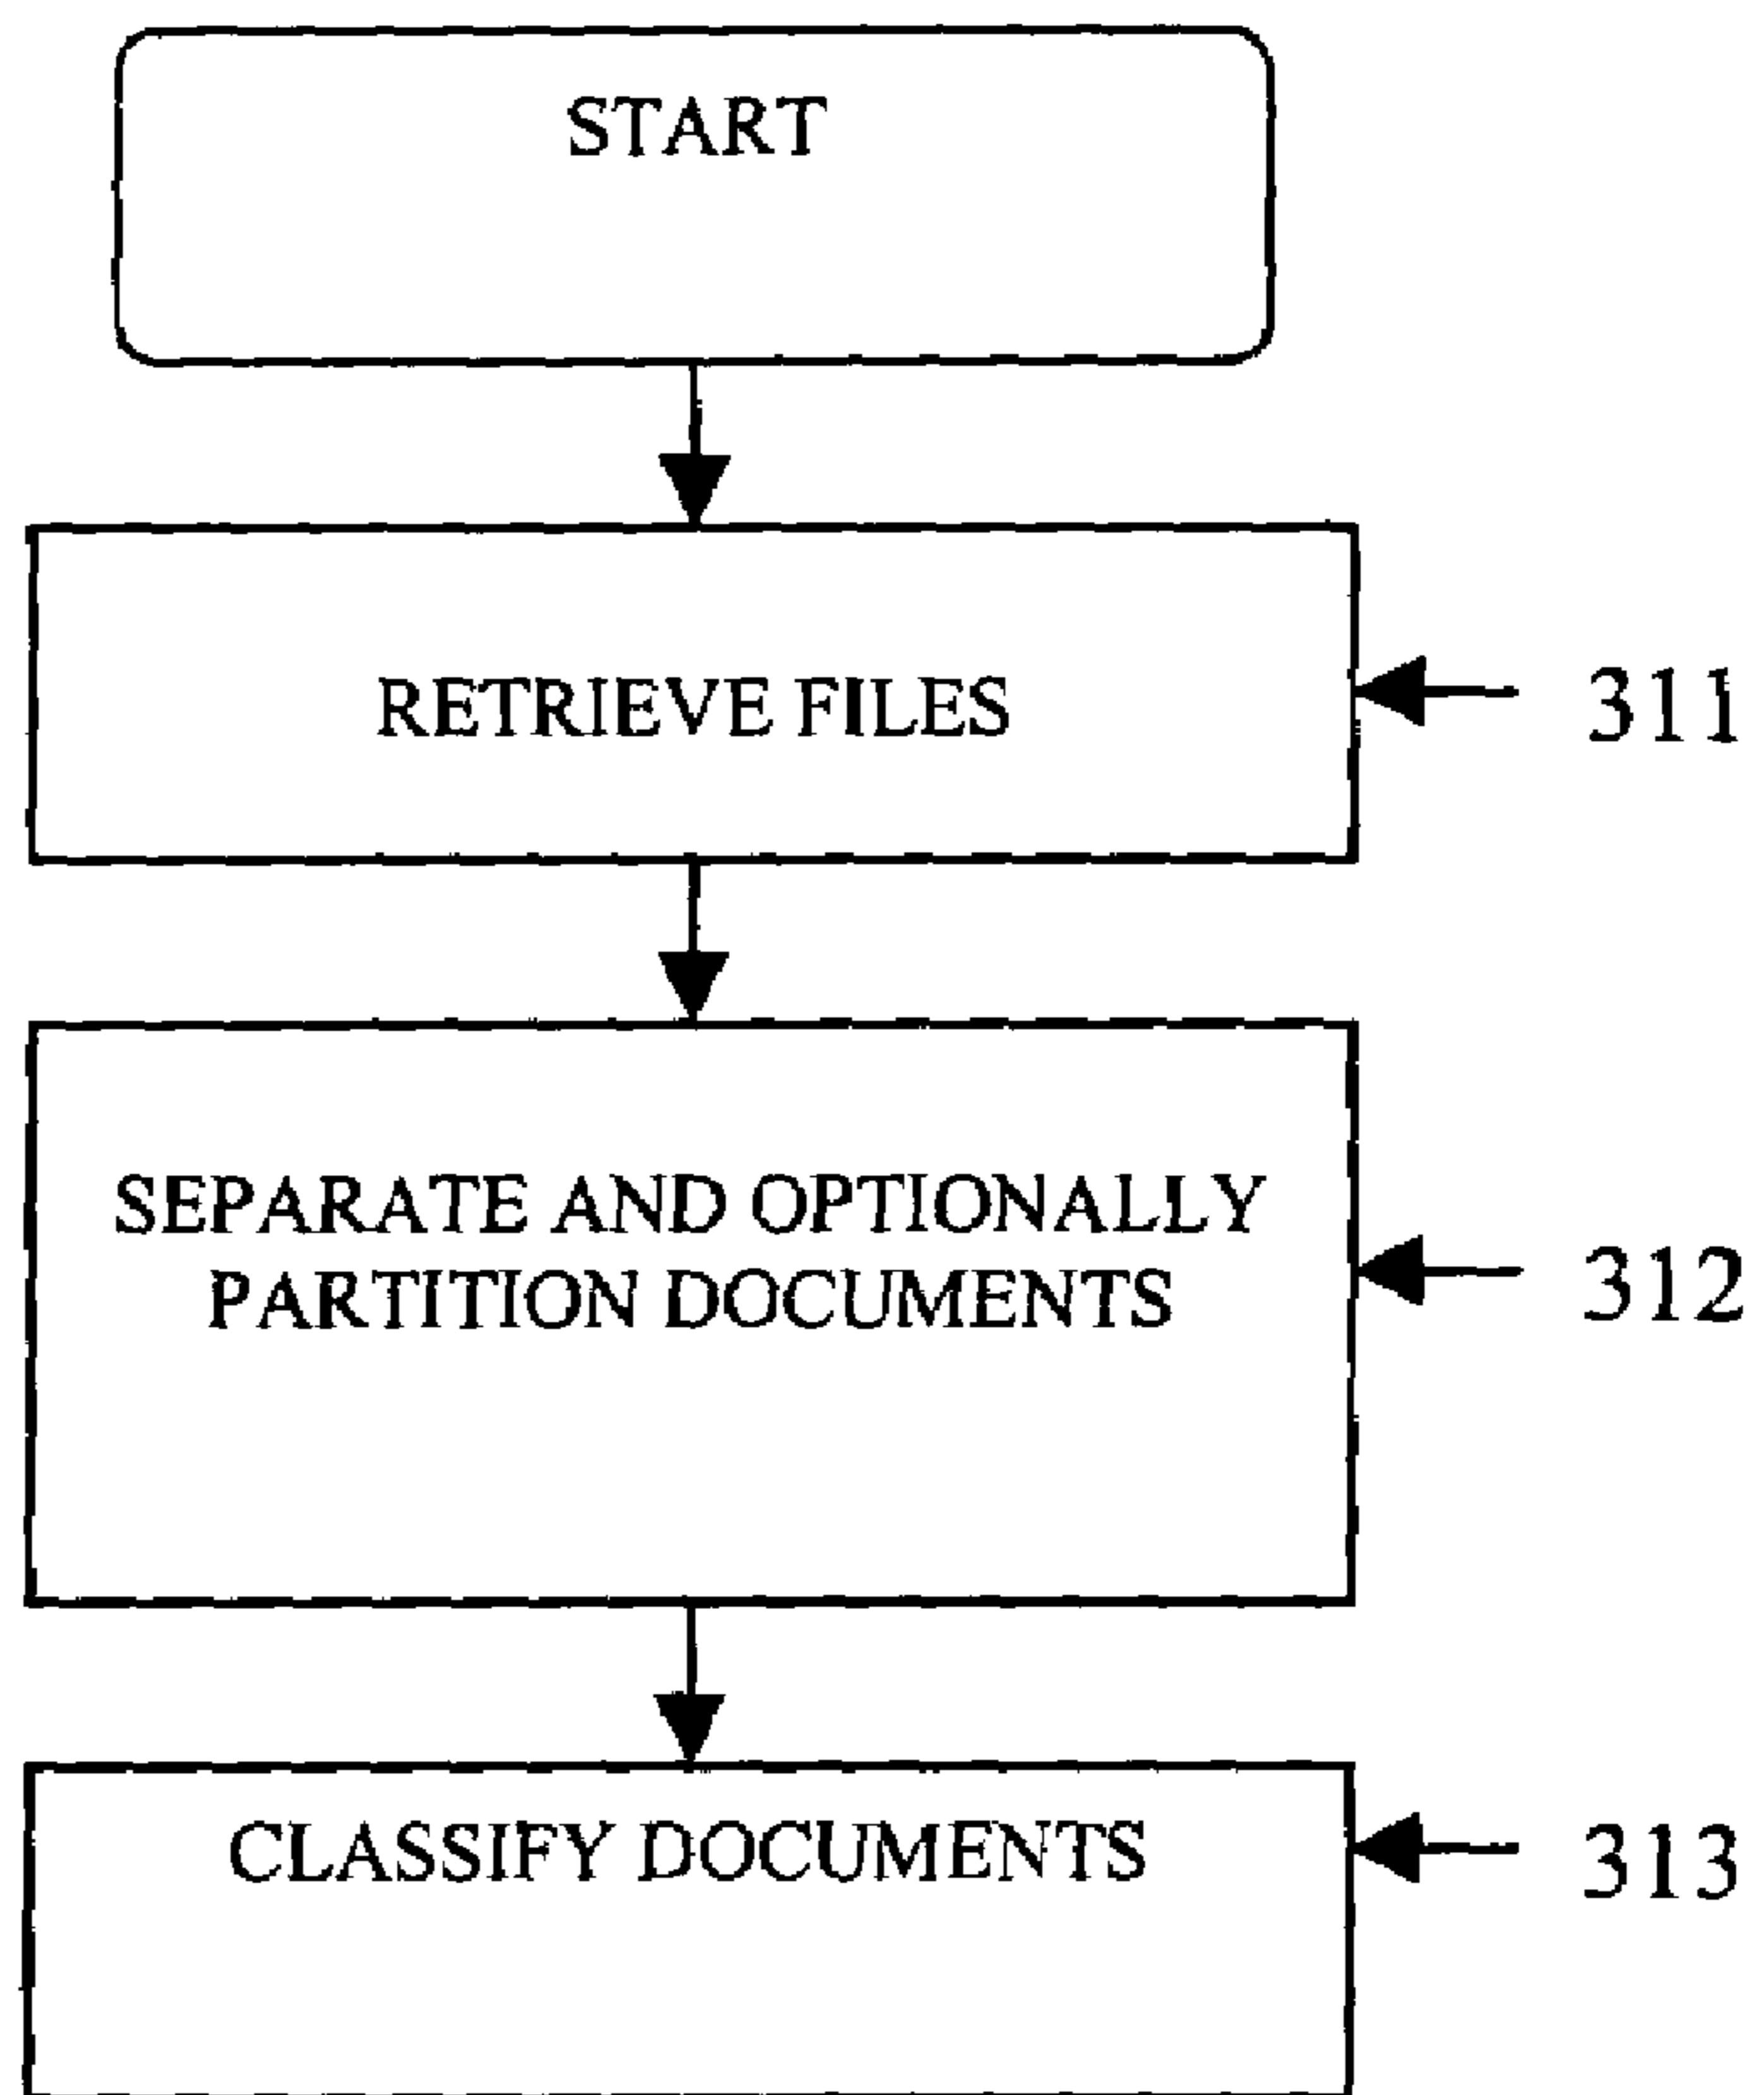 START
RETRIEVE FILES
311
SEPARATE AND OPTIONALLY
PARTITION DOCUMENTS
312
CLASSIFY DOCUMENTS
313